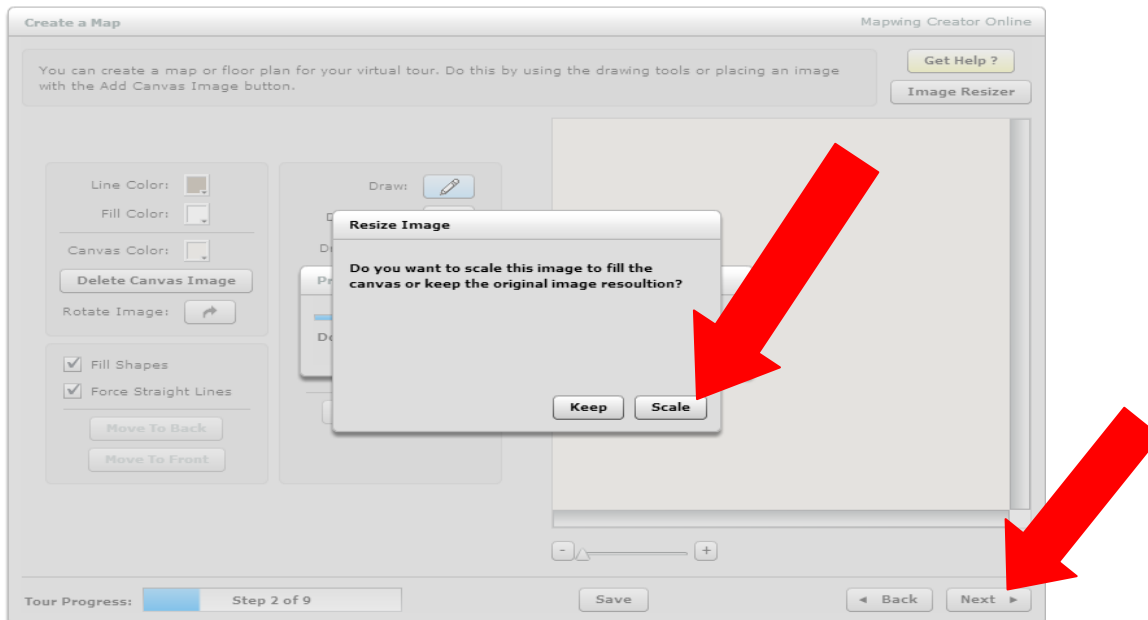 Create a Map
Mapwing Creator Online
You can create a map or floor plan for your virtual tour. Do this by using the drawing tools or placing an image
with the Add Canvas Image button.
Get Help ?
Image Resizer
Line Color:
Fill Color:
Canvas Color:
Delete Canvas Image
Rotate Image:
Fill Shapes
Force Straight Lines
Move To Back
Move To Front
Draw:
Resize Image
Do you want to scale this image to fill the
canvas or keep the original image resoultion?
Keep
Scale
-
+
Tour Progress:
Step 2 of 9
Save
Back
Next